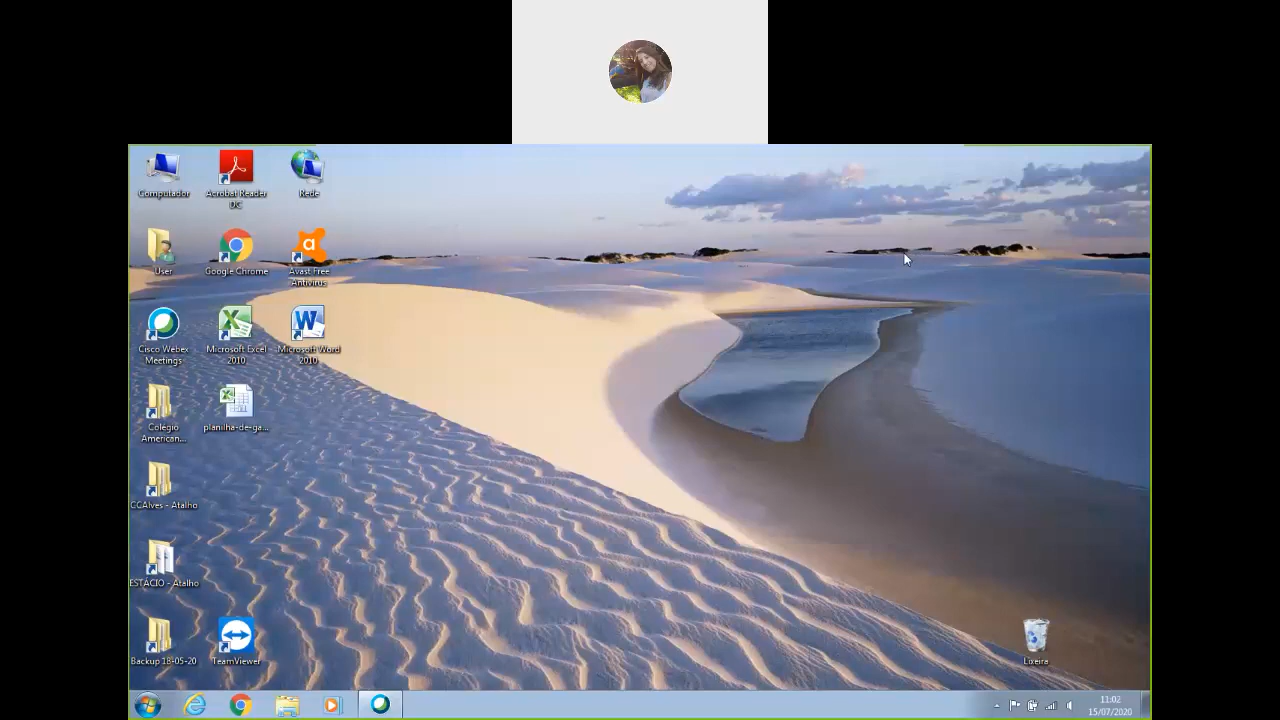 Computador
Acrobat Reader
DC
Rede
User
Google Chrome
Avast Free
Antivirus
Cisco Webex
Meetings
Microsoft Excel
2010
Microsoft Word
2010
Colégio
American...
planilha-de-ga...
CCAlves - Atalho
ESTÁCIO - Atalho
Backup 18-05-20
TeamViewer
Lixeira
11:02
15/07/2020